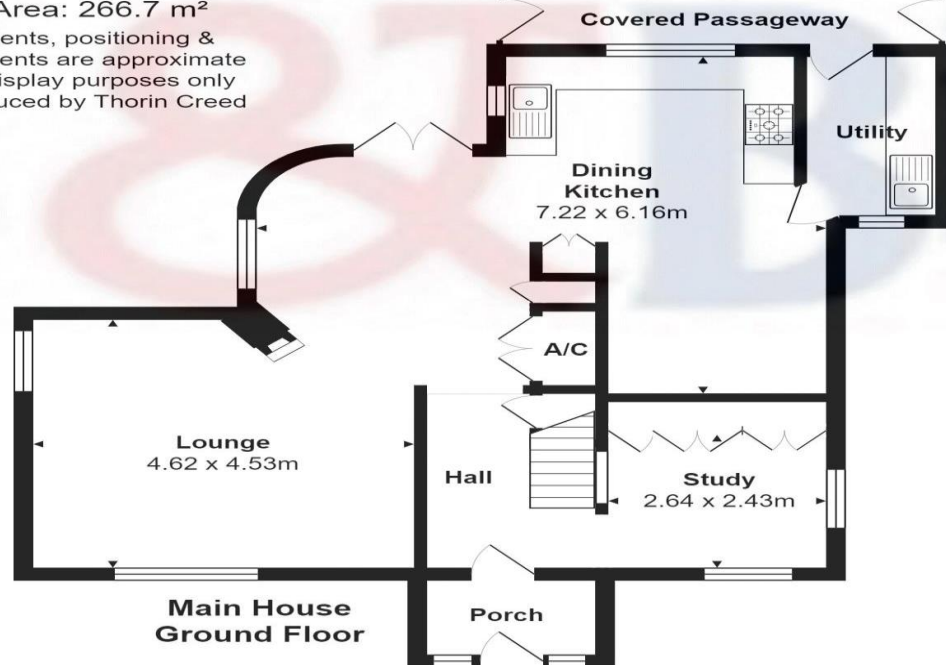 Area: 266.7 m²
ents, positioning &
ents are approximate
isplay purposes only
uced by Thorin Creed
Covered Passageway
Utility
Dining
Kitchen
7.22 x 6.16m
A/C
Lounge
4.62 x 4.53m
Hall
Study
2.64 x 2.43m
Main House
Ground Floor
Porch
&B